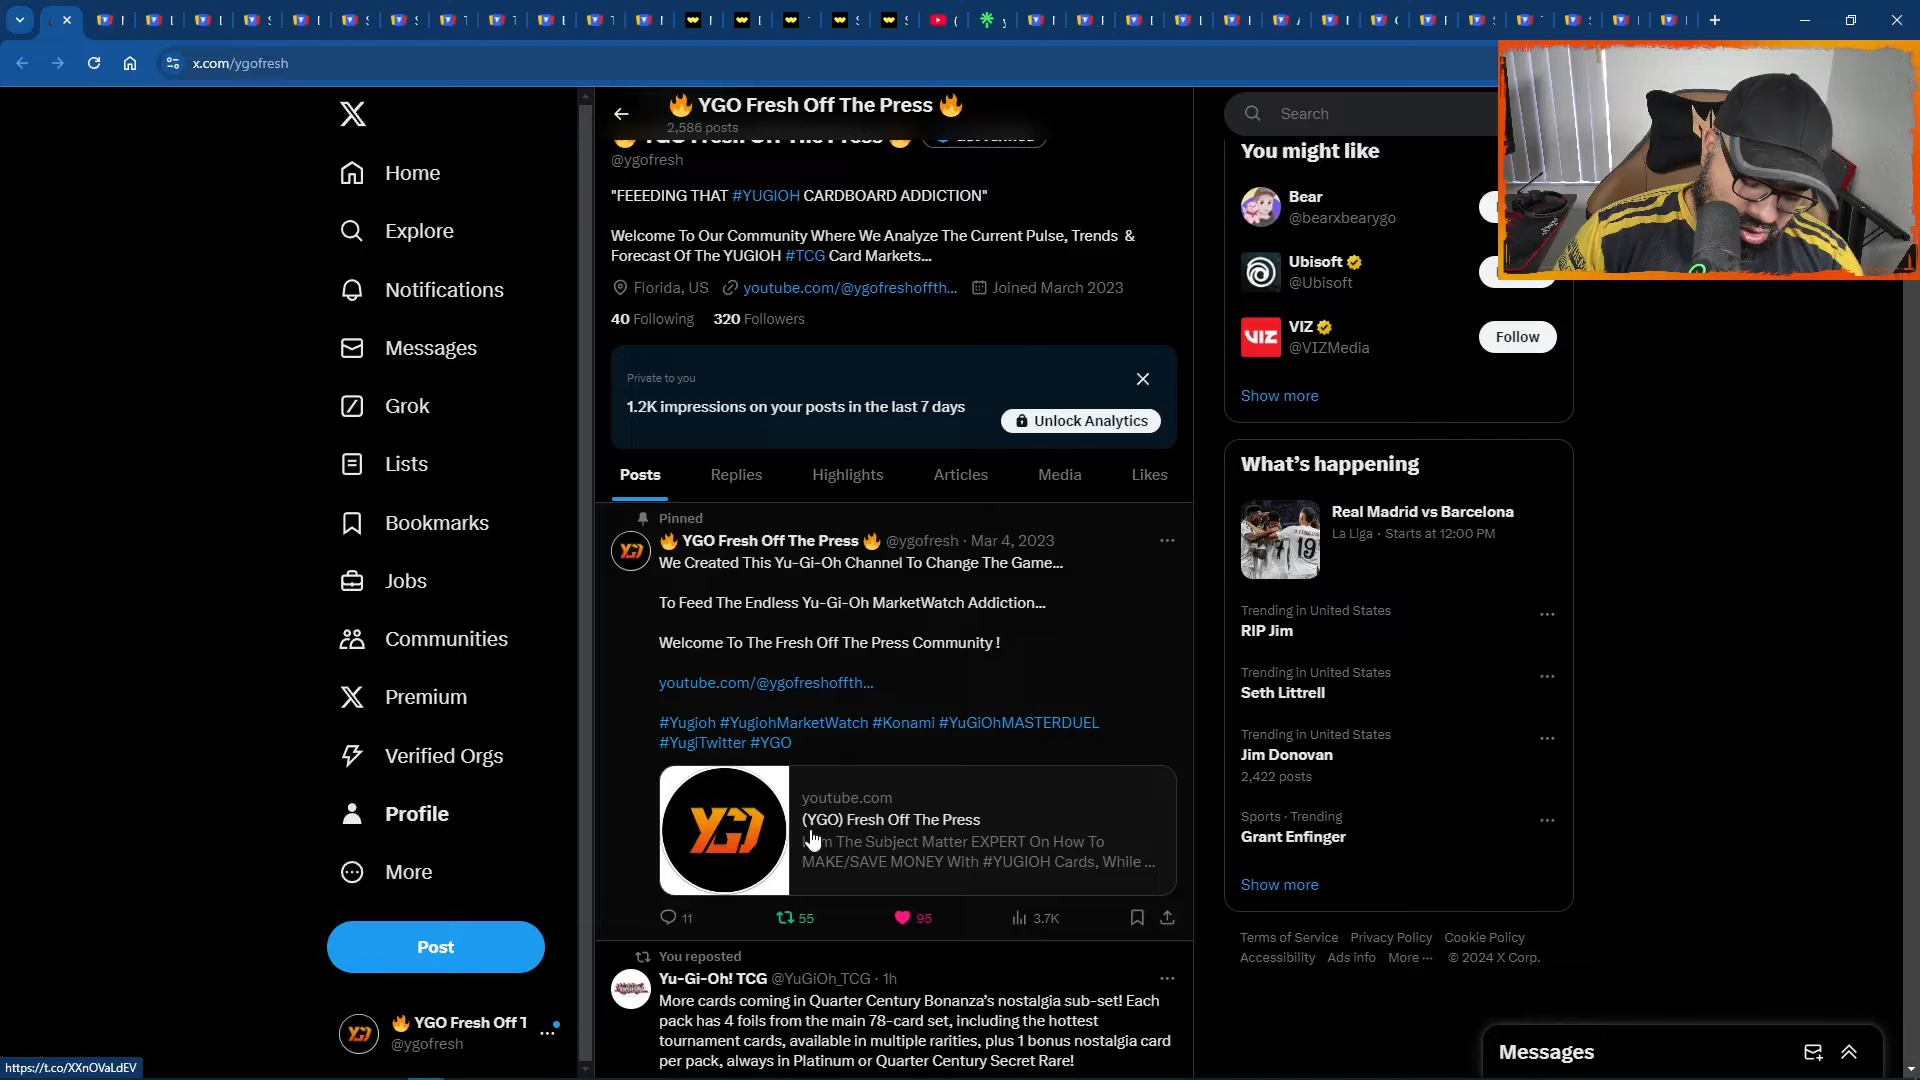 x.com/ygofresh
🔥 YGO Fresh Off The Press 🔥
2,586 posts
@ygofresh
"FEEEDING THAT #YUGIOH CARDBOARD ADDICTION"
Welcome To Our Community Where We Analyze The Current Pulse, Trends &
Forecast Of The YUGIOH #TCG Card Markets...
Florida, US youtube.com/@ygofreshoffth... Joined March 2023
40 Following 320 Followers
Private to you
1.2K impressions on your posts in the last 7 days
Unlock Analytics
Posts Replies Highlights Articles Media Likes
Pinned
🔥 YGO Fresh Off The Press 🔥 @ygofresh · Mar 4, 2023
We Created This Yu-Gi-Oh Channel To Change The Game...
To Feed The Endless Yu-Gi-Oh MarketWatch Addiction...
Welcome To The Fresh Off The Press Community !
youtube.com/@ygofreshoffth...
#Yugioh #YugiohMarketWatch #Konami #YuGiOhMASTERDUEL
#YugiTwitter #YGO
YGO
youtube.com
(YGO) Fresh Off The Press
The Subject Matter EXPERT On How To
MAKE/SAVE MONEY With #YUGIOH Cards, While ...
11 55 95 3.7K
You reposted
Yu-Gi-Oh! TCG @YuGiOh_TCG · 1h
More cards coming in Quarter Century Bonanza's nostalgia sub-set! Each
pack has 4 foils from the main 78-card set, including the hottest
tournament cards, available in multiple rarities, plus 1 bonus nostalgia card
per pack, always in Platinum or Quarter Century Secret Rare!
Home
Explore
Notifications
Messages
Grok
Lists
Bookmarks
Jobs
Communities
Premium
Verified Orgs
Profile
More
Post
🔥 YGO Fresh Off T
@ygofresh
https://t.co/XXnOVaLdEV
Search
You might like
Bear
@bearxbearygo
Ubisoft
@Ubisoft
VIZ
VIZ
@VIZMedia
Follow
Show more
What's happening
Real Madrid vs Barcelona
La Liga · Starts at 12:00 PM
Trending in United States
RIP Jim
Trending in United States
Seth Littrell
Trending in United States
Jim Donovan
2,422 posts
Sports · Trending
Grant Enfinger
Show more
Terms of Service Privacy Policy Cookie Policy
Accessibility Ads info More ··· © 2024 X Corp.
Messages